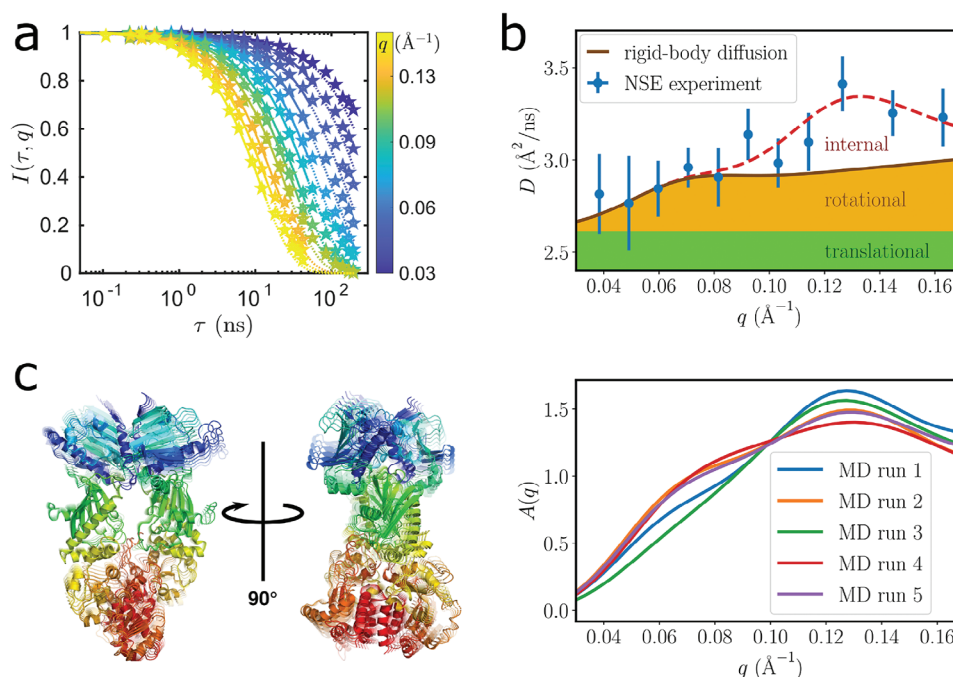 a
1
0.8
0.6
0.4
0.2
0
I(τ, q)
10⁻¹ 10⁰ 10¹ 10²
τ (ns)
q (Å⁻¹)
0.13
0.09
0.06
0.03
b
rigid-body diffusion
NSE experiment
3.5
3.0
2.5
D (Å²/ns)
internal
rotational
translational
0.04 0.06 0.08 0.10 0.12 0.14 0.16
q (Å⁻¹)
c
90°
1.5
1.0
0.5
0.0
A(q)
MD run 1
MD run 2
MD run 3
MD run 4
MD run 5
0.04 0.06 0.08 0.10 0.12 0.14 0.16
q (Å⁻¹)